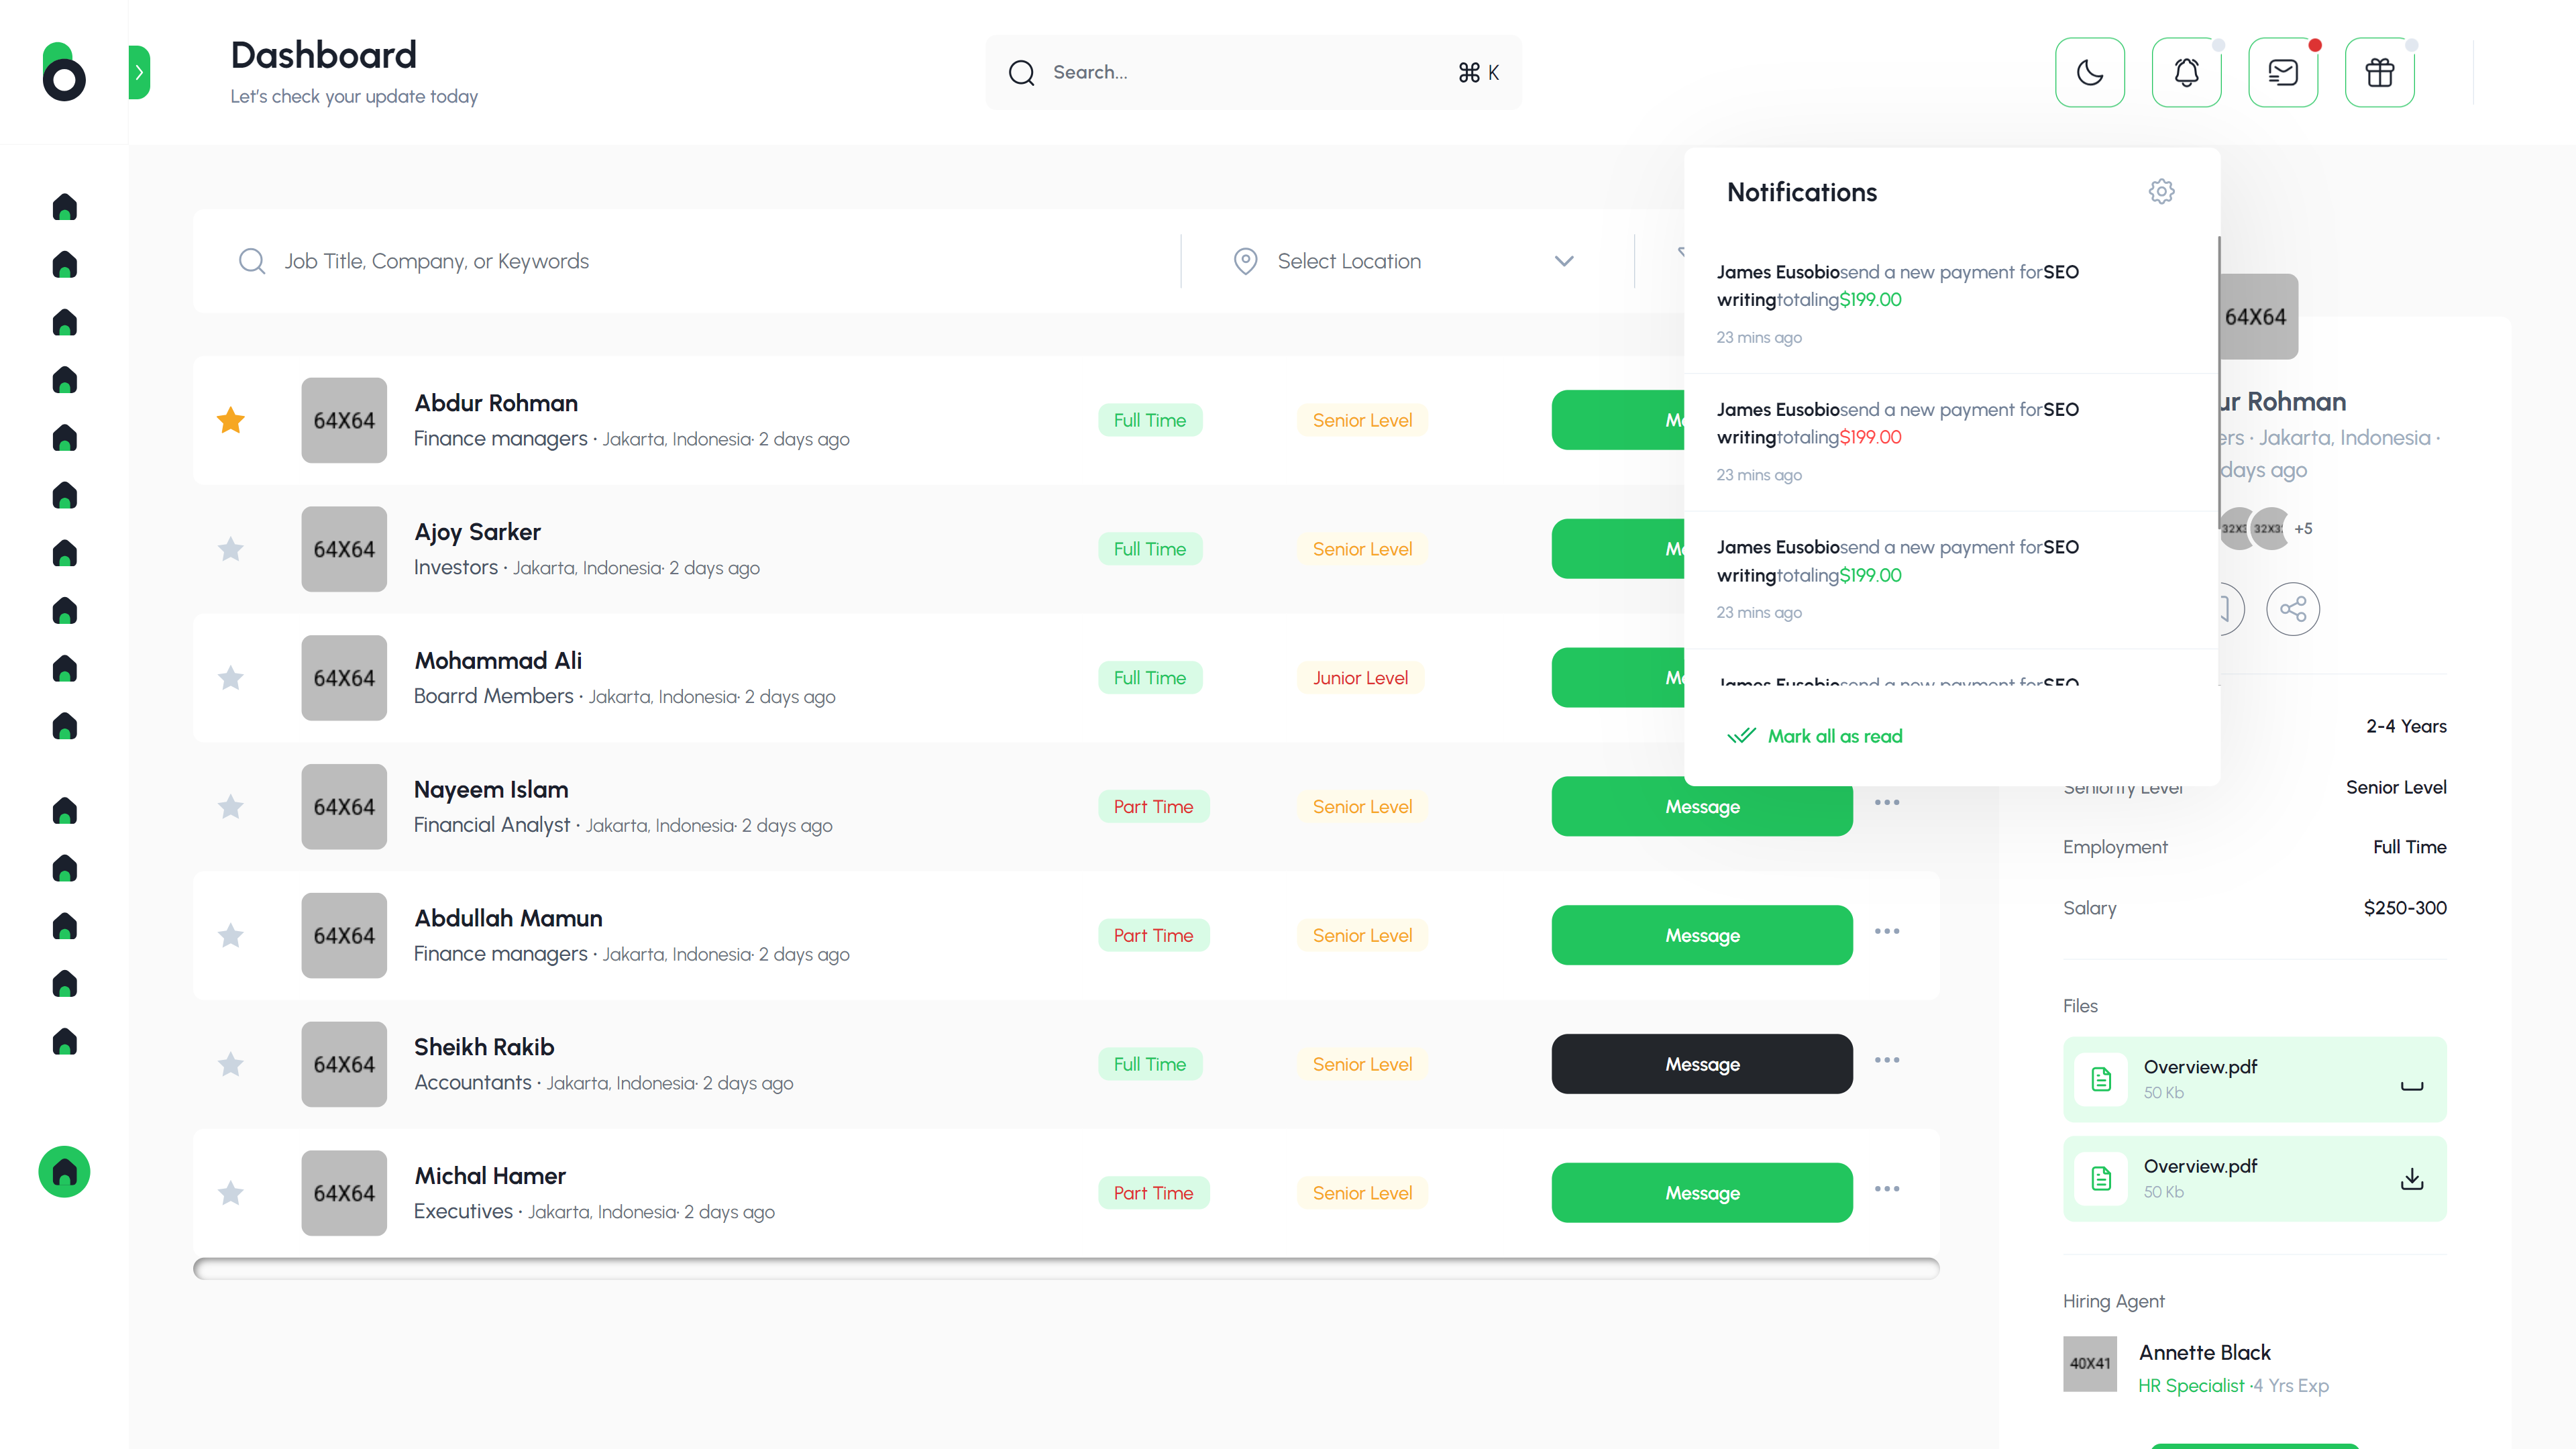 Dashboard
Let's check your update today
Search...
⌘ K
Notifications
James Eusobiosend a new payment forSEO
writingtotaling$199.00
23 mins ago
James Eusobiosend a new payment forSEO
writingtotaling$199.00
23 mins ago
James Eusobiosend a new payment forSEO
writingtotaling$199.00
23 mins ago
James Eusobiosend a new payment forSEO
Mark all as read
Job Title, Company, or Keywords
Select Location
64X64
Abdur Rohman
Finance managers · Jakarta, Indonesia· 2 days ago
Full Time
Senior Level
64X64
Ajoy Sarker
Investors · Jakarta, Indonesia· 2 days ago
Full Time
Senior Level
64X64
Mohammad Ali
Boarrd Members · Jakarta, Indonesia· 2 days ago
Full Time
Junior Level
64X64
Nayeem Islam
Financial Analyst · Jakarta, Indonesia· 2 days ago
Part Time
Senior Level
Message
64X64
Abdullah Mamun
Finance managers · Jakarta, Indonesia· 2 days ago
Part Time
Senior Level
Message
64X64
Sheikh Rakib
Accountants · Jakarta, Indonesia· 2 days ago
Full Time
Senior Level
Message
64X64
Michal Hamer
Executives · Jakarta, Indonesia· 2 days ago
Part Time
Senior Level
Message
64X64
Rohman
· Jakarta, Indonesia ·
days ago
32X3
32X3
+5
2-4 Years
Seniority Level
Senior Level
Employment
Full Time
Salary
$250-300
Files
Overview.pdf
50 Kb
Overview.pdf
50 Kb
Hiring Agent
40X41
Annette Black
HR Specialist ·4 Yrs Exp